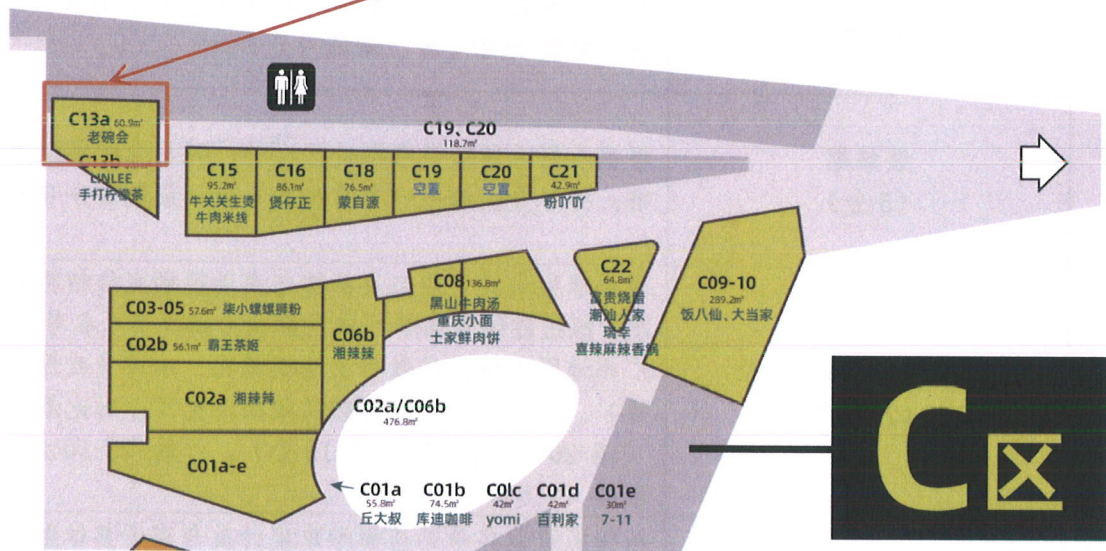 C19、C20
118.7㎡
C13a 60.9㎡
老碗会
C13b
LINLEE
手打柠檬茶
C15
95.2㎡
牛关关生烫
牛肉米线
C16
86.1㎡
煲仔正
C18
76.5㎡
蒙自源
C19
空置
C20
空置
C21
42.9㎡
粉吖吖
C03-05 57.6㎡ 柒小螺螺狮粉
C02b 56.1㎡ 霸王茶姬
C02a 湘辣辣
C06b
湘辣辣
C02a/C06b
476.8㎡
C01a-e
C08 136.8㎡
黑山牛肉汤
重庆小面
土家鲜肉饼
C22
64.8㎡
富贵烧腊
潮汕人家
瑞幸
喜辣麻辣香锅
C09-10
289.2㎡
饭八仙、大当家
C01a
55.8㎡
丘大叔
C01b
74.5㎡
库迪咖啡
C0lc
42㎡
yomi
C01d
42㎡
百利家
C01e
30㎡
7-11
C区